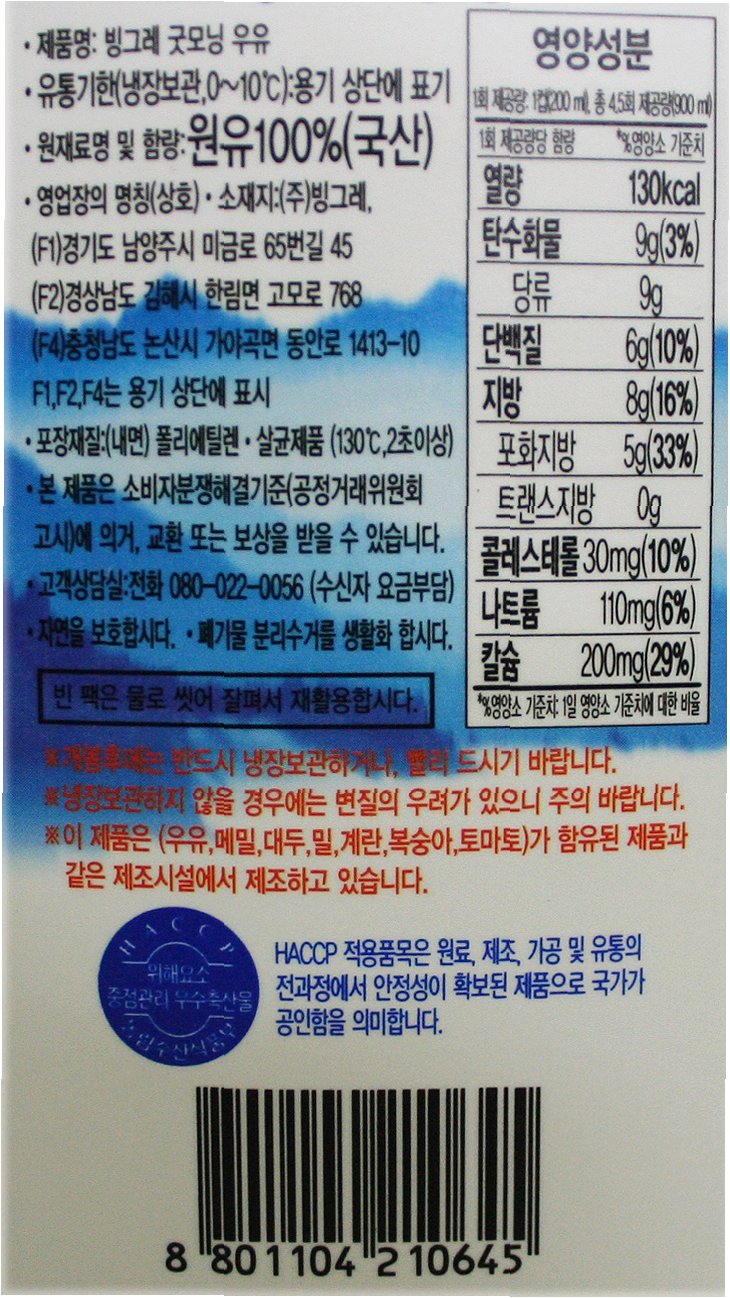 · 제품명: 빙그레 굿모닝 우유
· 유통기한(냉장보관,0~10℃):용기 상단에 표기
· 원재료명 및 함량:원유100%(국산)
· 영업장의 명칭(상호) · 소재지:(주)빙그레,
(F1)경기도 남양주시 미금로 65번길 45
(F2)경상남도 김해시 한림면 고모로 768
(F4)충청남도 논산시 가야곡면 동안로 1413-10
F1,F2,F4는 용기 상단에 표시
· 포장재질:(내면) 폴리에틸렌 · 살균제품 (130℃,2초이상)
· 본 제품은 소비자분쟁해결기준(공정거래위원회
고시)에 의거, 교환 또는 보상을 받을 수 있습니다.
· 고객상담실:전화 080-022-0056 (수신자 요금부담)
· 자연을 보호합시다. · 폐기물 분리수거를 생활화 합시다.
빈 팩은 물로 씻어 잘펴서 재활용합시다.
영양성분
1회 제공량: 1컵(200 ml), 총 4.5회 제공량(900 ml)
1회 제공량당 함량 *%영양소 기준치
열량 130kcal
탄수화물 9g(3%)
당류 9g
단백질 6g(10%)
지방 8g(16%)
포화지방 5g(33%)
트랜스지방 0g
콜레스테롤 30mg(10%)
나트륨 110mg(6%)
칼슘 200mg(29%)
*%영양소 기준치: 1일 영양소 기준치에 대한 비율
※개봉후에는 반드시 냉장보관하거나, 빨리 드시기 바랍니다.
※냉장보관하지 않을 경우에는 변질의 우려가 있으니 주의 바랍니다.
※이 제품은 (우유,메밀,대두,밀,계란,복숭아,토마토)가 함유된 제품과
같은 제조시설에서 제조하고 있습니다.
HACCP
위해요소
중점관리 우수축산물
농림수산식품부
HACCP 적용품목은 원료, 제조, 가공 및 유통의
전과정에서 안정성이 확보된 제품으로 국가가
공인함을 의미합니다.
8 801104 210645